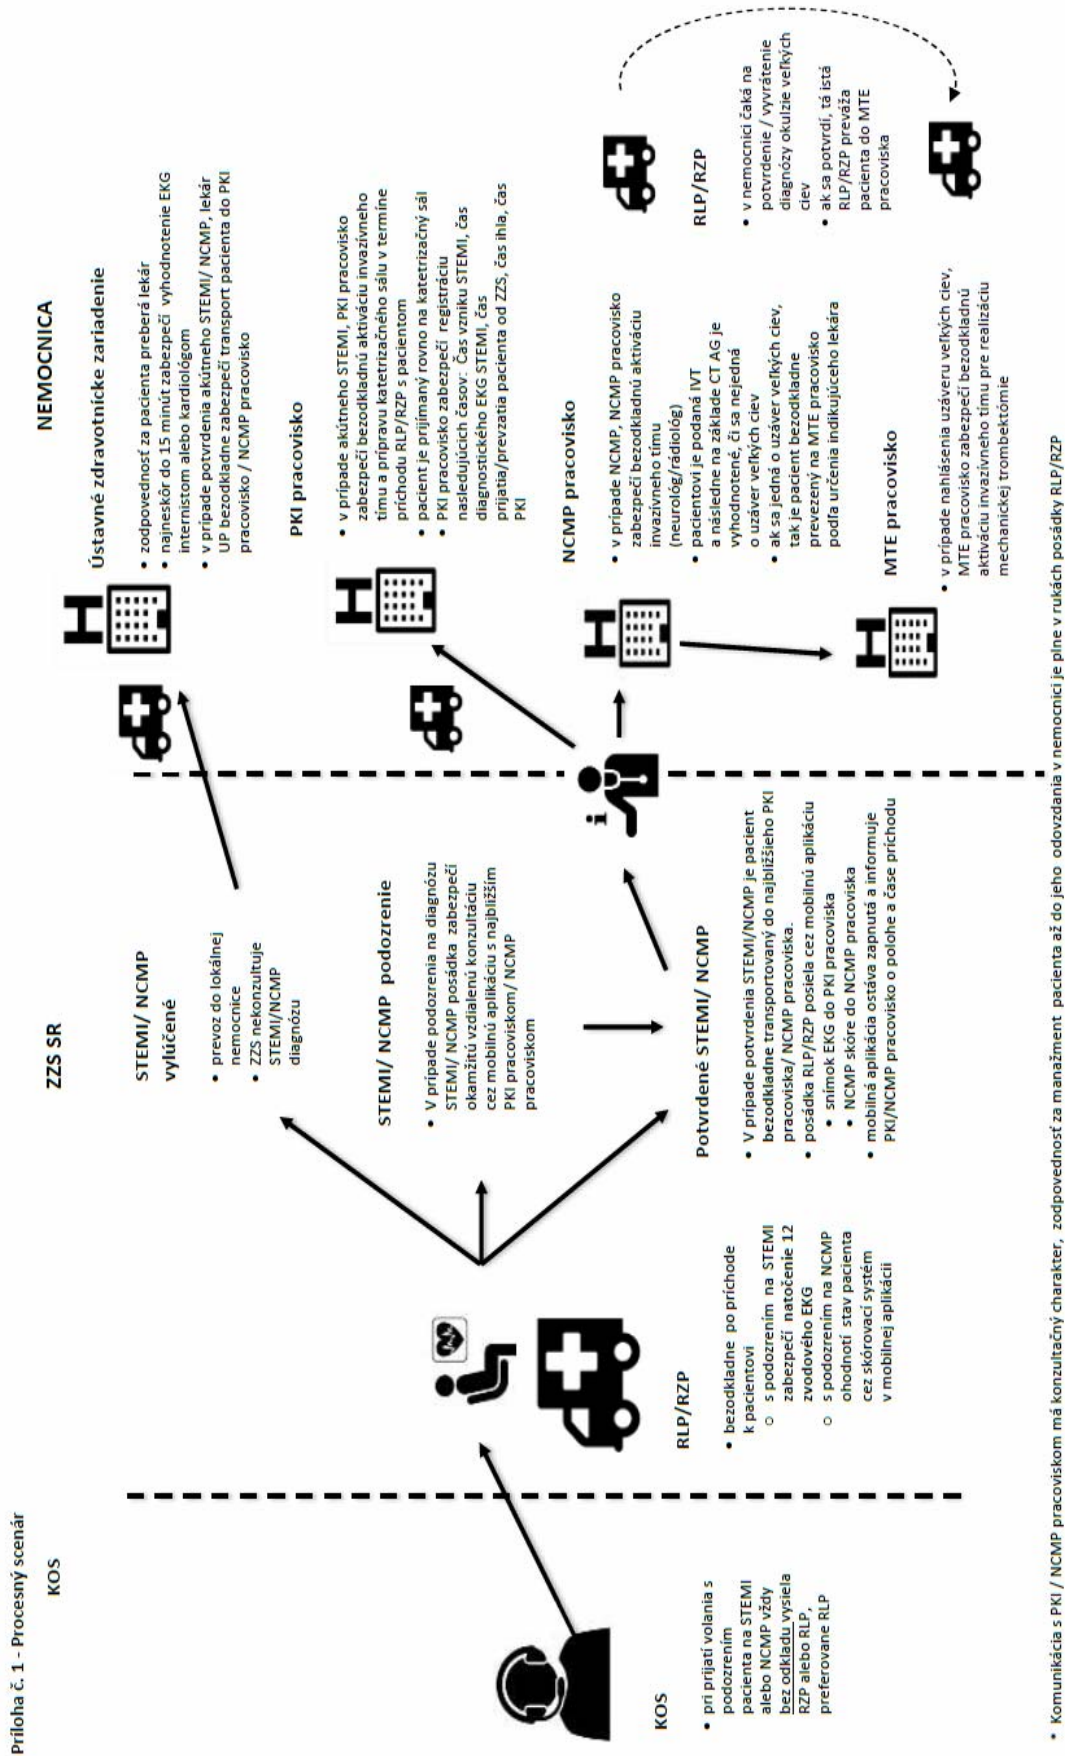 Príloha č. 1 - Procesný scenár
KOS
ZZS SR
NEMOCNICA
KOS
• pri prijatí volania s
podozrením
pacienta na STEMI
alebo NCMP vždy
bez odkladu vysiela
RZP alebo RLP,
preferovane RLP
RLP/RZP
• bezodkladne po príchode
k pacientovi
○ s podozrením na STEMI
zabezpečí natočenie 12
zvodového EKG
○ s podozrením na NCMP
ohodnotí stav pacienta
cez skórovací systém
v mobilnej aplikácii
STEMI/ NCMP
vylúčené
• prevoz do lokálnej
nemocnice
• ZZS nekonzultuje
STEMI/NCMP
diagnózu
STEMI/ NCMP podozrenie
• V prípade podozrenia na diagnózu
STEMI/ NCMP posádka zabezpečí
okamžitú vzdialenú konzultáciu
cez mobilnú aplikáciu s najbližším
PKI pracoviskom/ NCMP
pracoviskom
Potvrdené STEMI/ NCMP
• V prípade potvrdenia STEMI/NCMP je pacient
bezodkladne transportovaný do najbližšieho PKI
pracoviska/ NCMP pracoviska.
• posádka RLP/RZP posiela cez mobilnú aplikáciu
• snímok EKG do PKI pracoviska
• NCMP skóre do NCMP pracoviska
• mobilná aplikácia ostáva zapnutá a informuje
PKI/NCMP pracovisko o polohe a čase príchodu
i
H
Ústavné zdravotnícke zariadenie
• zodpovednosť za pacienta preberá lekár
• najneskôr do 15 minút zabezpečí vyhodnotenie EKG
internistom alebo kardiológom
• v prípade potvrdenia akútneho STEMI/ NCMP, lekár
UP bezodkladne zabezpečí transport pacienta do PKI
pracovisko / NCMP pracovisko
H
PKI pracovisko
• v prípade akútneho STEMI, PKI pracovisko
zabezpečí bezodkladnú aktiváciu invazívneho
tímu a prípravu katetrizačného sálu v termíne
príchodu RLP/RZP s pacientom
• pacient je prijímaný rovno na katetrizačný sál
• PKI pracovisko zabezpečí registráciu
nasledujúcich časov: Čas vzniku STEMI, čas
diagnostického EKG STEMI, čas
prijatia/prevzatia pacienta od ZZS, čas ihla, čas
PKI
H
NCMP pracovisko
• v prípade NCMP, NCMP pracovisko
zabezpečí bezodkladnú aktiváciu
invazívneho tímu
(neurológ/rádiológ)
• pacientovi je podaná IVT
a následne na základe CT AG je
vyhodnotené, či sa nejedná
o uzáver veľkých ciev
• ak sa jedná o uzáver veľkých ciev,
tak je pacient bezodkladne
prevezený na MTE pracovisko
podľa určenia indikujúceho lekára
H
MTE pracovisko
• v prípade nahlásenia uzáveru veľkých ciev,
MTE pracovisko zabezpečí bezodkladnú
aktiváciu invazívneho tímu pre realizáciu
mechanickej trombektómie
RLP/RZP
• v nemocnici čaká na
potvrdenie / vyvrátenie
diagnózy okulzie veľkých
ciev
• ak sa potvrdí, tá istá
RLP/RZP preváža
pacienta do MTE
pracoviska
* Komunikácia s PKI / NCMP pracoviskom má konzultačný charakter, zodpovednosť za manažment pacienta až do jeho odovzdania v nemocnici je plne v rukách posádky RLP/RZP